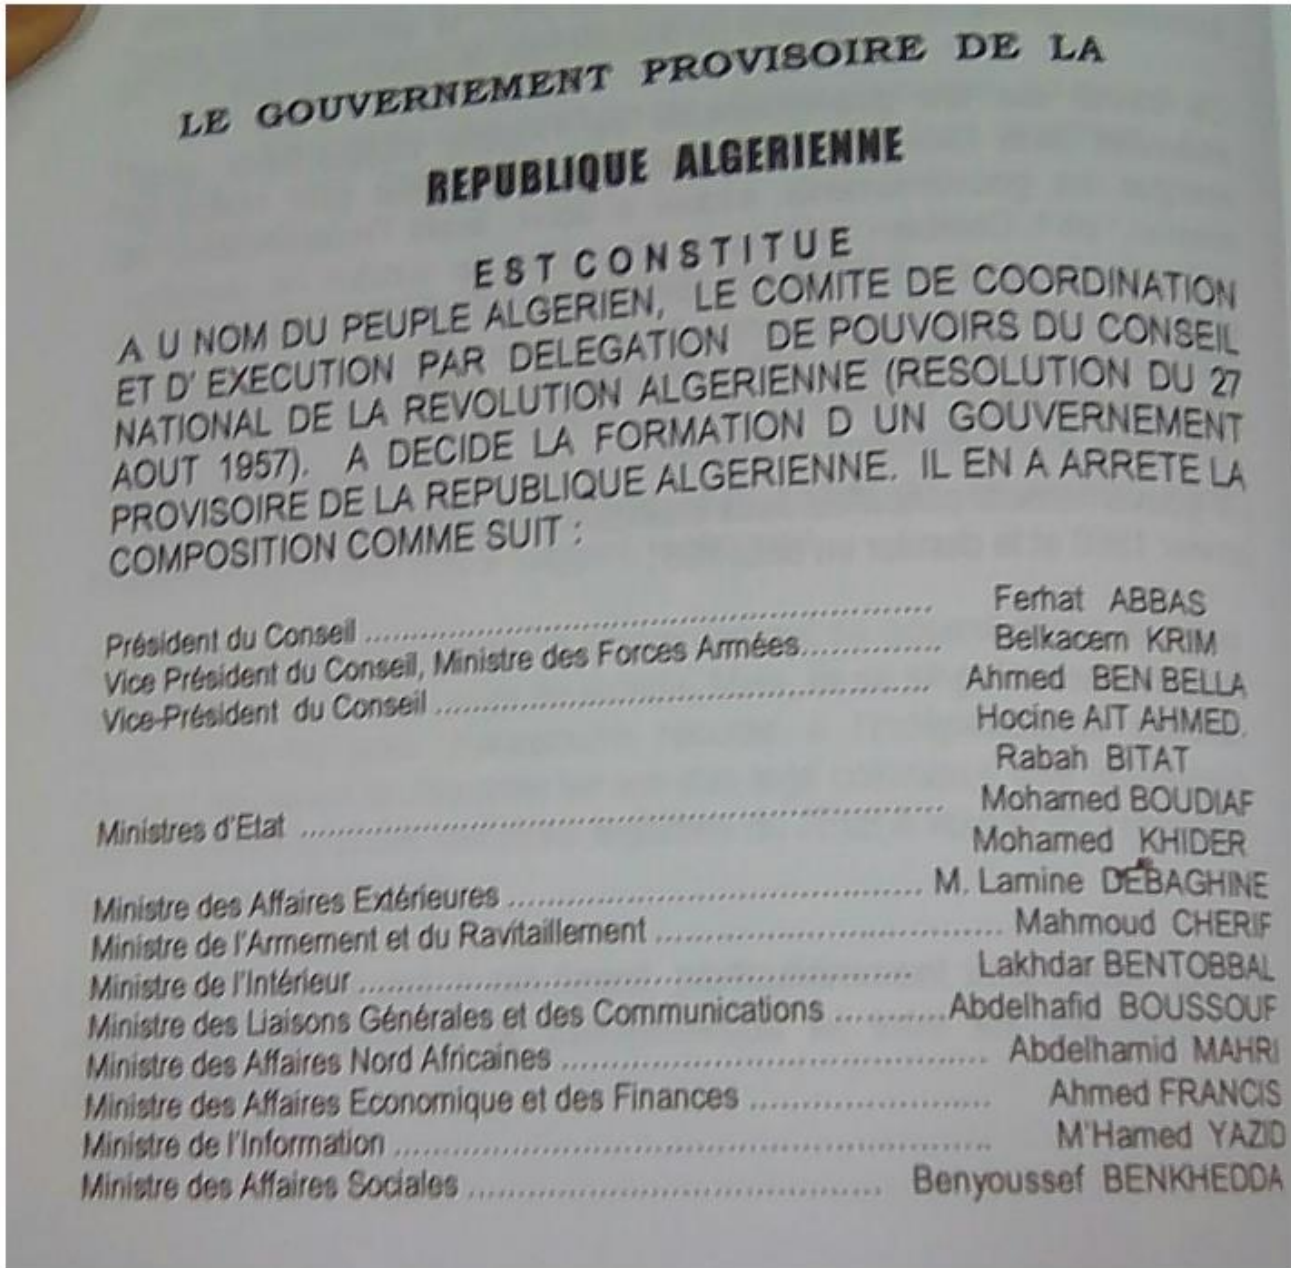 LE GOUVERNEMENT PROVISOIRE DE LA
REPUBLIQUE ALGERIENNE
EST CONSTITUE
A U NOM DU PEUPLE ALGERIEN, LE COMITE DE COORDINATION
ET D' EXECUTION PAR DELEGATION DE POUVOIRS DU CONSEIL
NATIONAL DE LA REVOLUTION ALGERIENNE (RESOLUTION DU 27
AOUT 1957). A DECIDE LA FORMATION D UN GOUVERNEMENT
PROVISOIRE DE LA REPUBLIQUE ALGERIENNE. IL EN A ARRETE LA
COMPOSITION COMME SUIT :
Président du Conseil ........................................ Ferhat ABBAS
Vice Président du Conseil, Ministre des Forces Armées.............. Belkacem KRIM
Vice-Président du Conseil ........................................ Ahmed BEN BELLA
Hocine AIT AHMED.
Rabah BITAT
Ministres d'Etat ........................................ Mohamed BOUDIAF
Mohamed KHIDER
Ministre des Affaires Extérieures ........................................ M. Lamine DEBAGHINE
Ministre de l'Armement et du Ravitaillement .................................. Mahmoud CHERIF
Ministre de l'Intérieur ........................................ Lakhdar BENTOBBAL
Ministre des Liaisons Générales et des Communications ...........Abdelhafid BOUSSOUF
Ministre des Affaires Nord Africaines ........................................ Abdelhamid MAHRI
Ministre des Affaires Economique et des Finances ........................ Ahmed FRANCIS
Ministre de l'Information ........................................ M'Hamed YAZID
Ministre des Affaires Sociales ........................................ Benyoussef BENKHEDDA